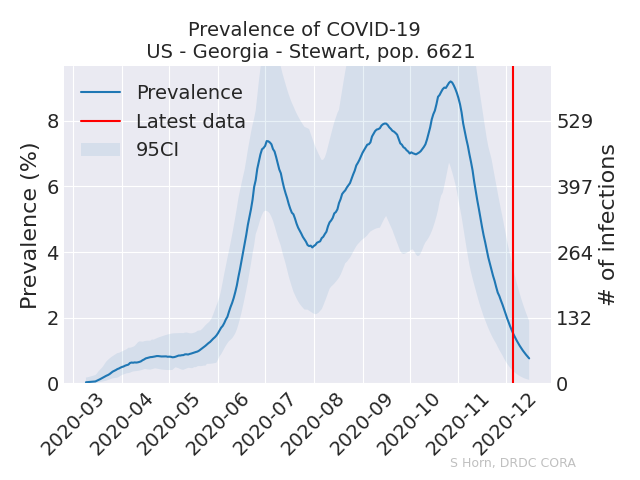 Prevalence of COVID-19
US - Georgia - Stewart, pop. 6621
Prevalence
Latest data
95CI
Prevalence (%)
8
6
4
2
0
# of infections
529
397
264
132
0
2020-03
2020-04
2020-05
2020-06
2020-07
2020-08
2020-09
2020-10
2020-11
2020-12
S Horn, DRDC CORA